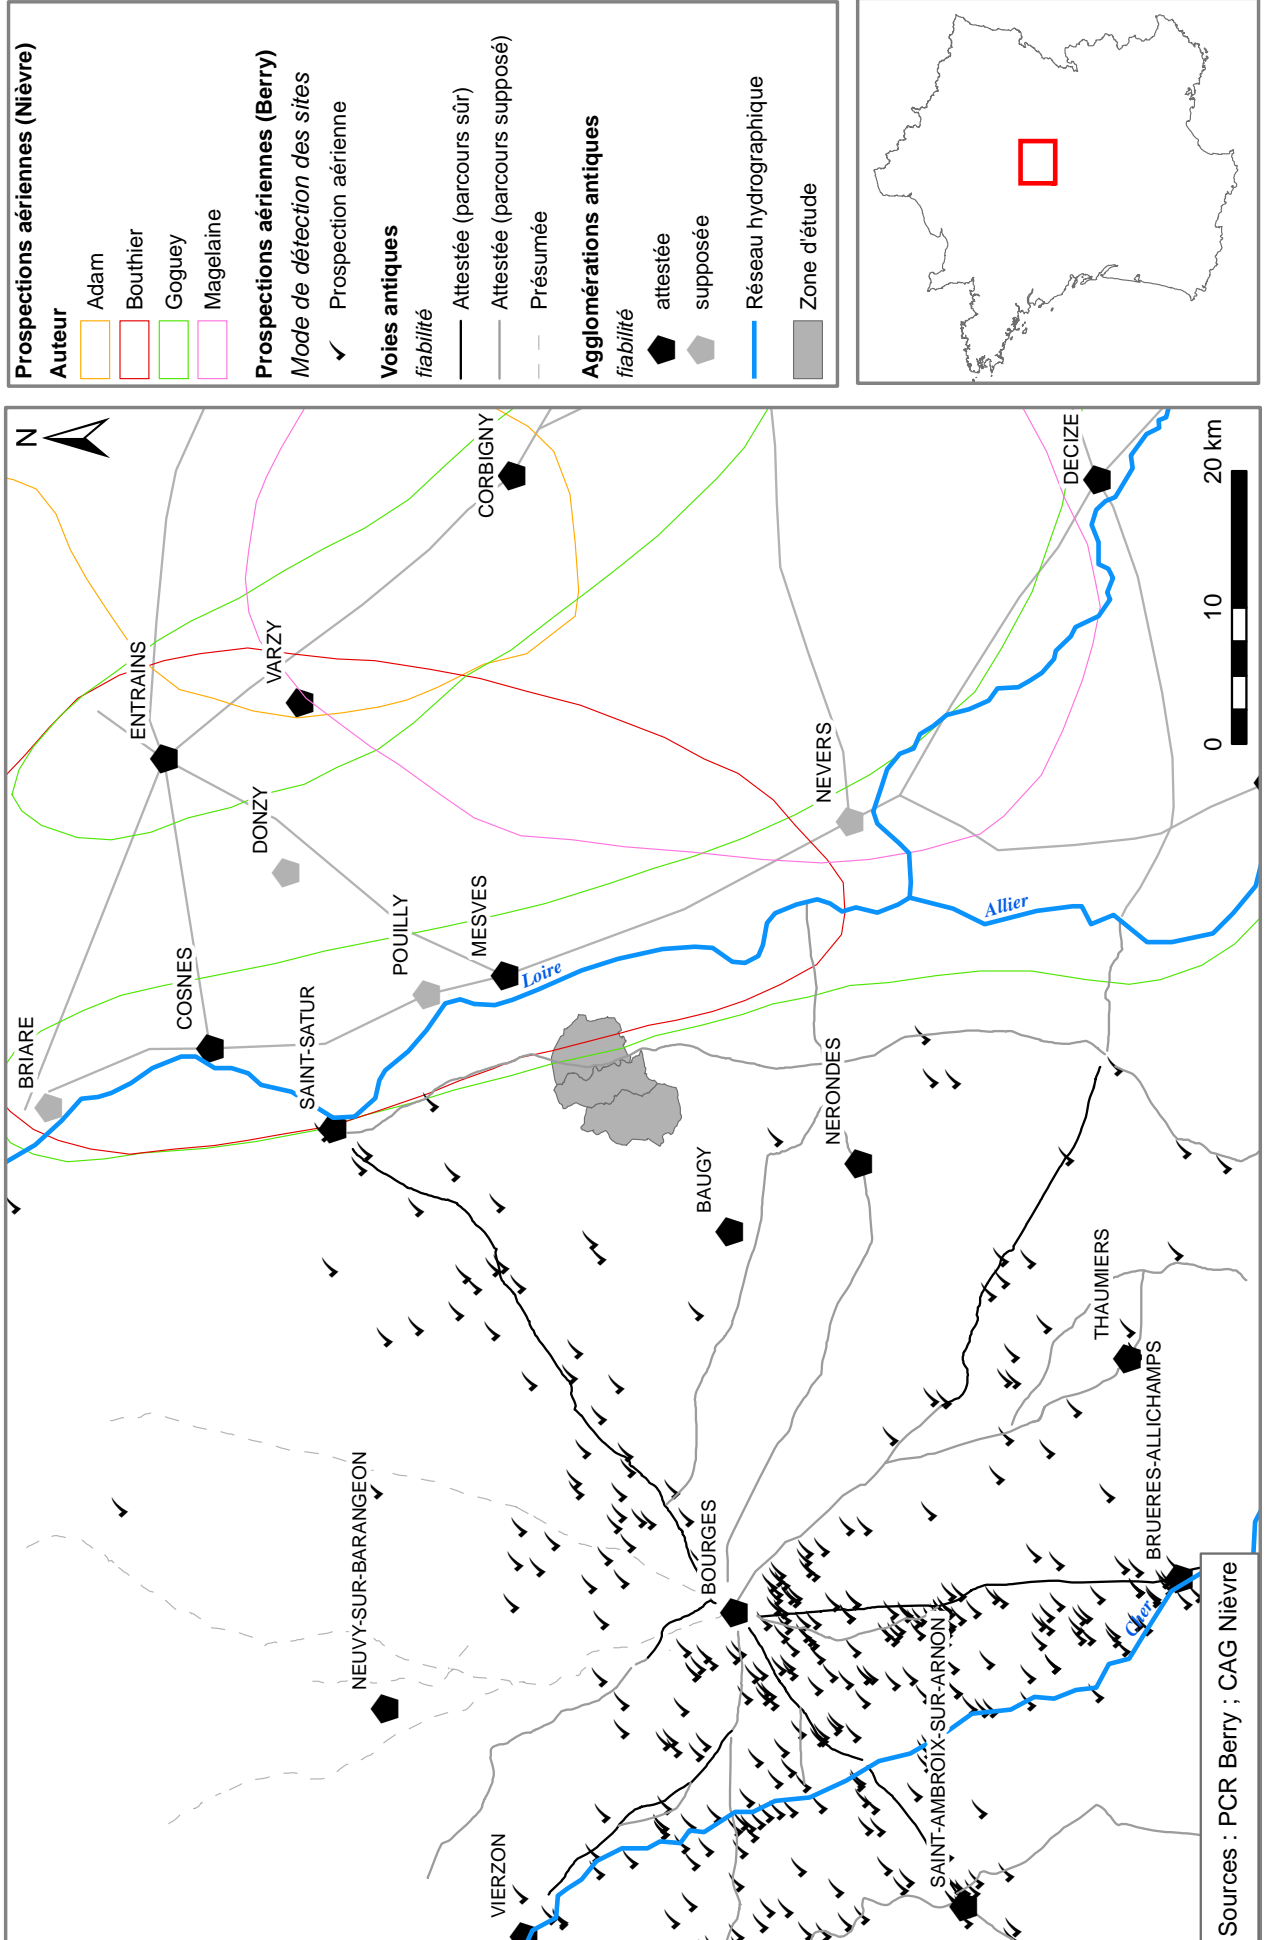 Prospections aériennes (Nièvre)
Auteur
Adam
Bouthier
Goguey
Magelaine
Prospections aériennes (Berry)
Mode de détection des sites
Prospection aérienne
Voies antiques
fiabilité
Attestée (parcours sûr)
Attestée (parcours supposé)
Présumée
Agglomérations antiques
fiabilité
attestée
supposée
Réseau hydrographique
Zone d'étude
N
BRIARE
COSNES
ENTRAINS
VARZY
DONZY
SAINT-SATUR
POUILLY
MESVES
CORBIGNY
Loire
NEUVY-SUR-BARANGEON
VIERZON
BOURGES
BAUGY
NERONDES
NEVERS
Allier
DECIZE
SAINT-AMBROIX-SUR-ARNON
Cher
BRUERES-ALLICHAMPS
THAUMIERS
0 10 20 km
Sources : PCR Berry ; CAG Nièvre